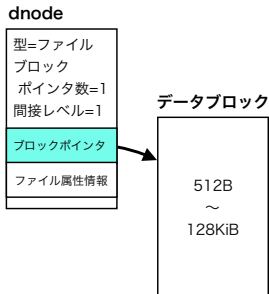 dnode
型=ファイル
ブロック
ポインタ数=1
間接レベル=1
ブロックポインタ
ファイル属性情報
データブロック
512B
〜
128KiB